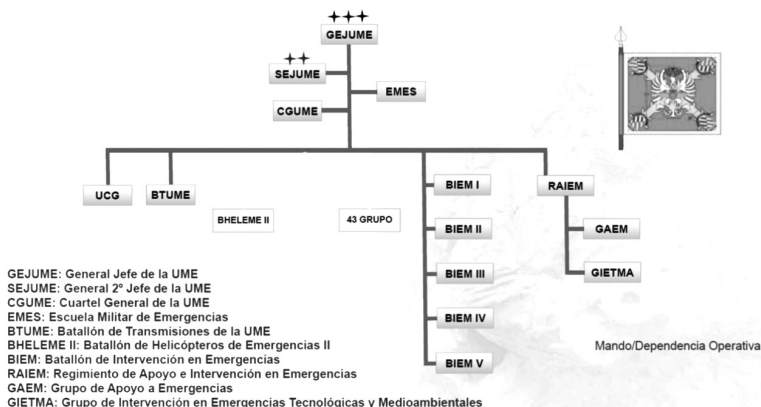 GEJUME
SEJUME
EMES
CGUME
UCG
BTUME
BHELEME II
43 GRUPO
BIEM I
BIEM II
BIEM III
BIEM IV
BIEM V
RAIEM
GAEM
GIETMA
GEJUME: General Jefe de la UME
SEJUME: General 2º Jefe de la UME
CGUME: Cuartel General de la UME
EMES: Escuela Militar de Emergencias
BTUME: Batallón de Transmisiones de la UME
BHELEME II: Batallón de Helicópteros de Emergencias II
BIEM: Batallón de Intervención en Emergencias
RAIEM: Regimiento de Apoyo e Intervención en Emergencias
GAEM: Grupo de Apoyo a Emergencias
GIETMA: Grupo de Intervención en Emergencias Tecnológicas y Medioambientales
Mando/Dependencia Operativa